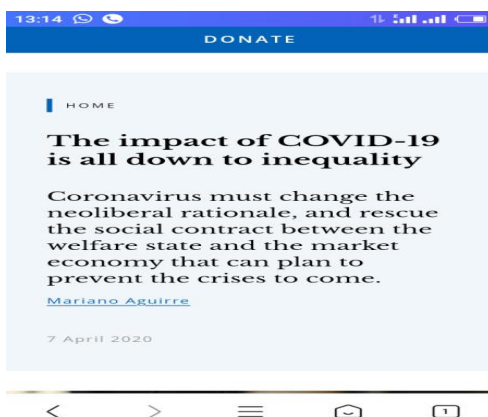 13:14
DONATE
HOME
The impact of COVID-19
is all down to inequality
Coronavirus must change the
neoliberal rationale, and rescue
the social contract between the
welfare state and the market
economy that can plan to
prevent the crises to come.
Mariano Aguirre
7 April 2020
1